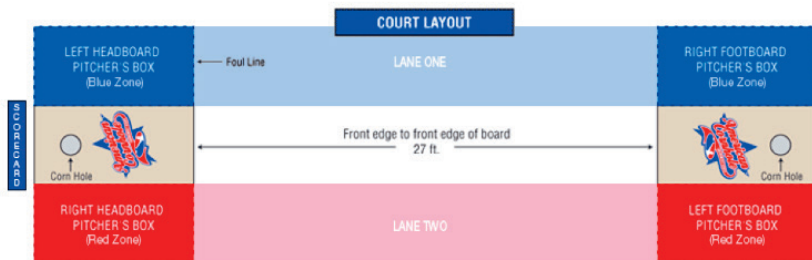 COURT LAYOUT
LEFT HEADBOARD
PITCHER'S BOX
(Blue Zone)
Foul Line
LANE ONE
RIGHT FOOTBOARD
PITCHER'S BOX
(Blue Zone)
SCORECARD
Corn Hole
Front edge to front edge of board
27 ft.
Corn Hole
RIGHT HEADBOARD
PITCHER'S BOX
(Red Zone)
LANE TWO
LEFT FOOTBOARD
PITCHER'S BOX
(Red Zone)